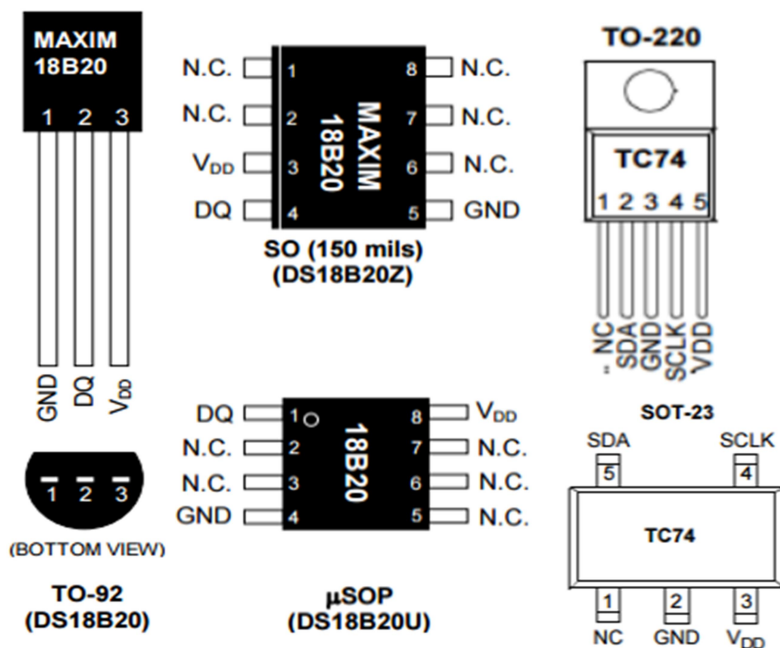 MAXIM
18B20
1 2 3
GND DQ VDD
1 2 3
(BOTTOM VIEW)
TO-92
(DS18B20)
N.C. 1 8 N.C.
N.C. 2 7 N.C.
VDD 3 6 N.C.
DQ 4 5 GND
MAXIM
18B20
SO (150 mils)
(DS18B20Z)
DQ 1 8 VDD
N.C. 2 7 N.C.
N.C. 3 6 N.C.
GND 4 5 N.C.
18B20
µSOP
(DS18B20U)
TO-220
TC74
1 2 3 4 5
NC SDA GND SCLK VDD
SOT-23
SDA SCLK
5 4
TC74
1 2 3
NC GND VDD